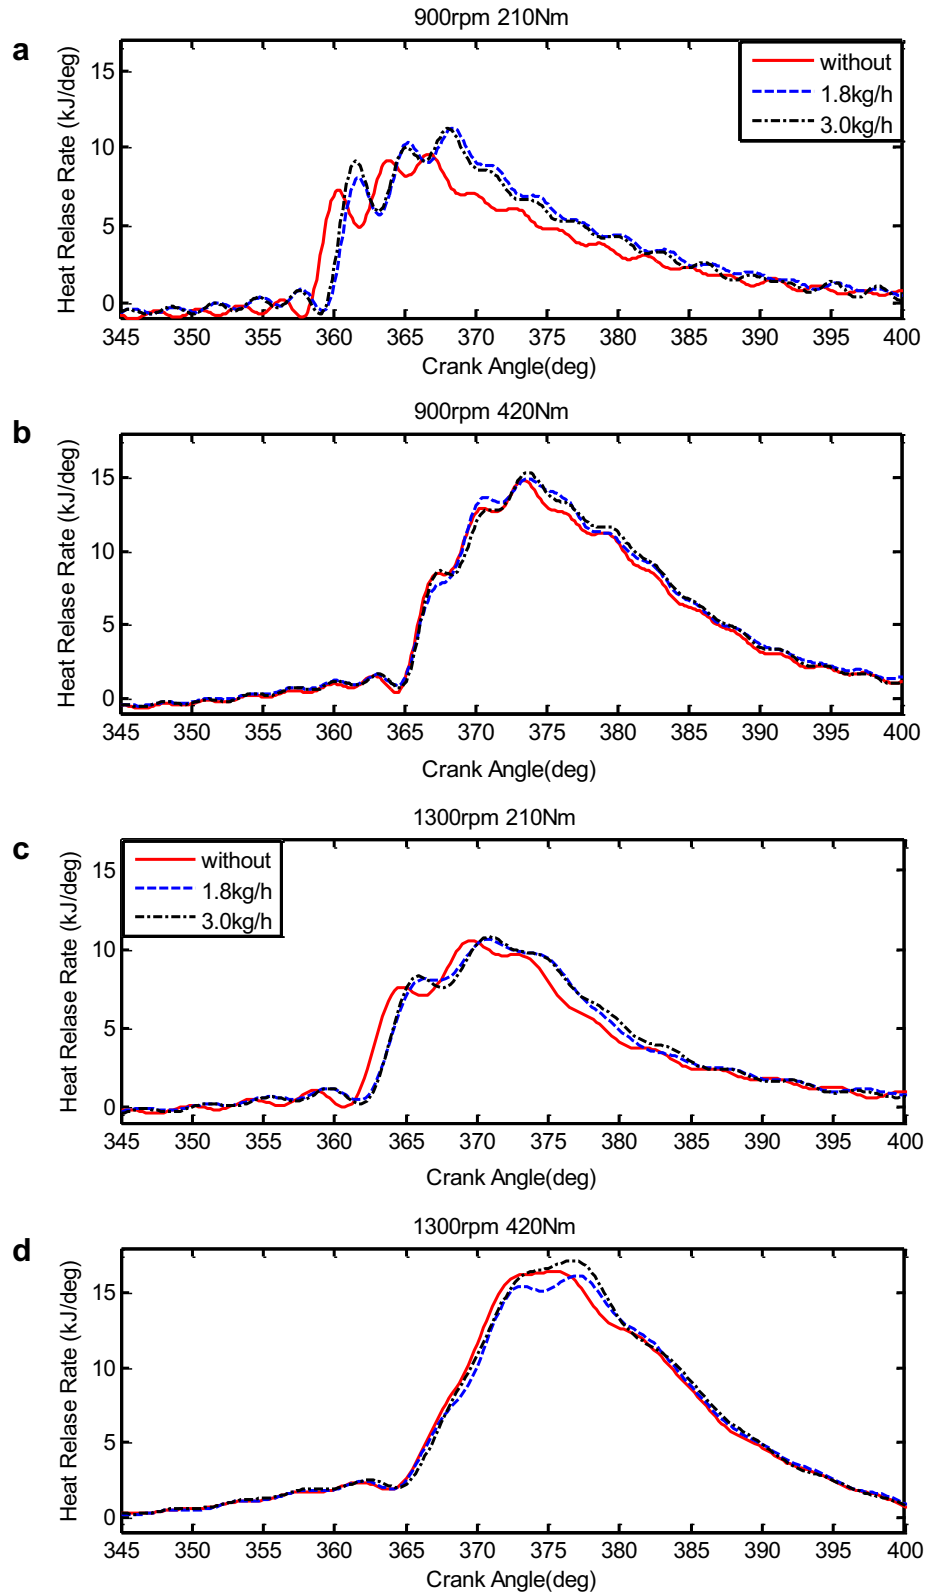 900rpm 210Nm
a
15
10
5
0
Heat Relase Rate (kJ/deg)
without
1.8kg/h
3.0kg/h
345 350 355 360 365 370 375 380 385 390 395 400
Crank Angle(deg)
900rpm 420Nm
b
15
10
5
0
Heat Relase Rate (kJ/deg)
345 350 355 360 365 370 375 380 385 390 395 400
Crank Angle(deg)
1300rpm 210Nm
c
15
10
5
0
Heat Relase Rate (kJ/deg)
without
1.8kg/h
3.0kg/h
345 350 355 360 365 370 375 380 385 390 395 400
Crank Angle(deg)
1300rpm 420Nm
d
15
10
5
0
Heat Relase Rate (kJ/deg)
345 350 355 360 365 370 375 380 385 390 395 400
Crank Angle(deg)